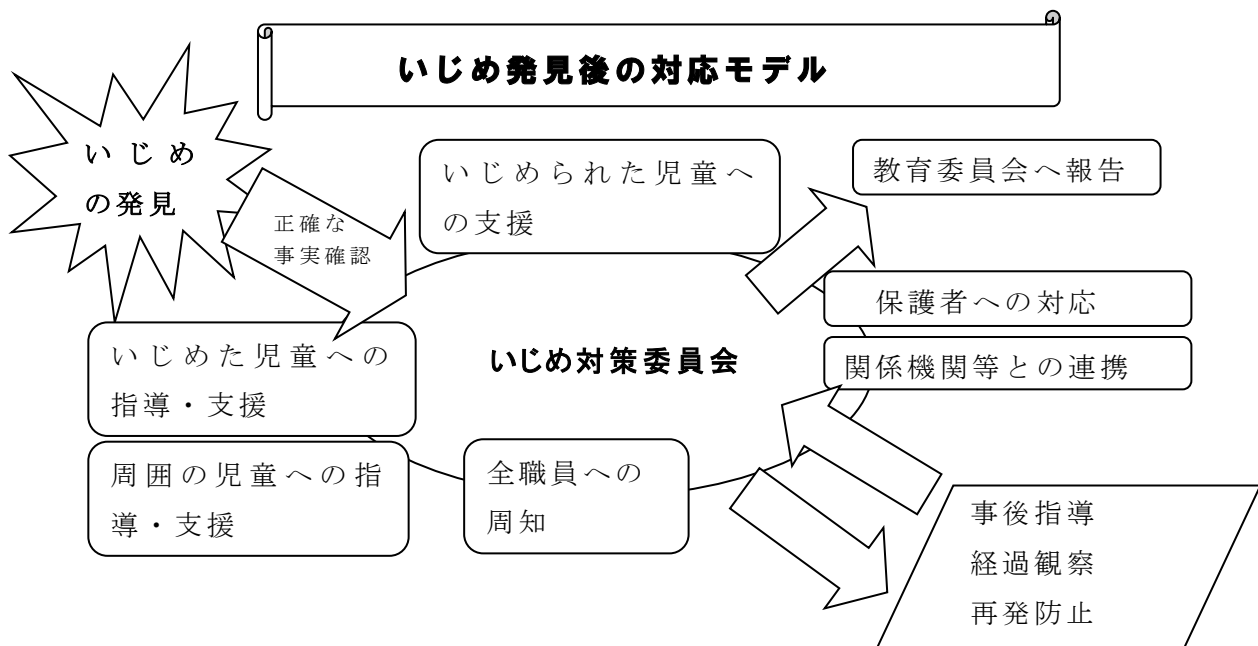 いじめ発見後の対応モデル
いじめ
の発見
正確な
事実確認
いじめられた児童へ
の支援
教育委員会へ報告
保護者への対応
関係機関等との連携
いじめ対策委員会
いじめた児童への
指導・支援
周囲の児童への指
導・支援
全職員への
周知
事後指導
経過観察
再発防止